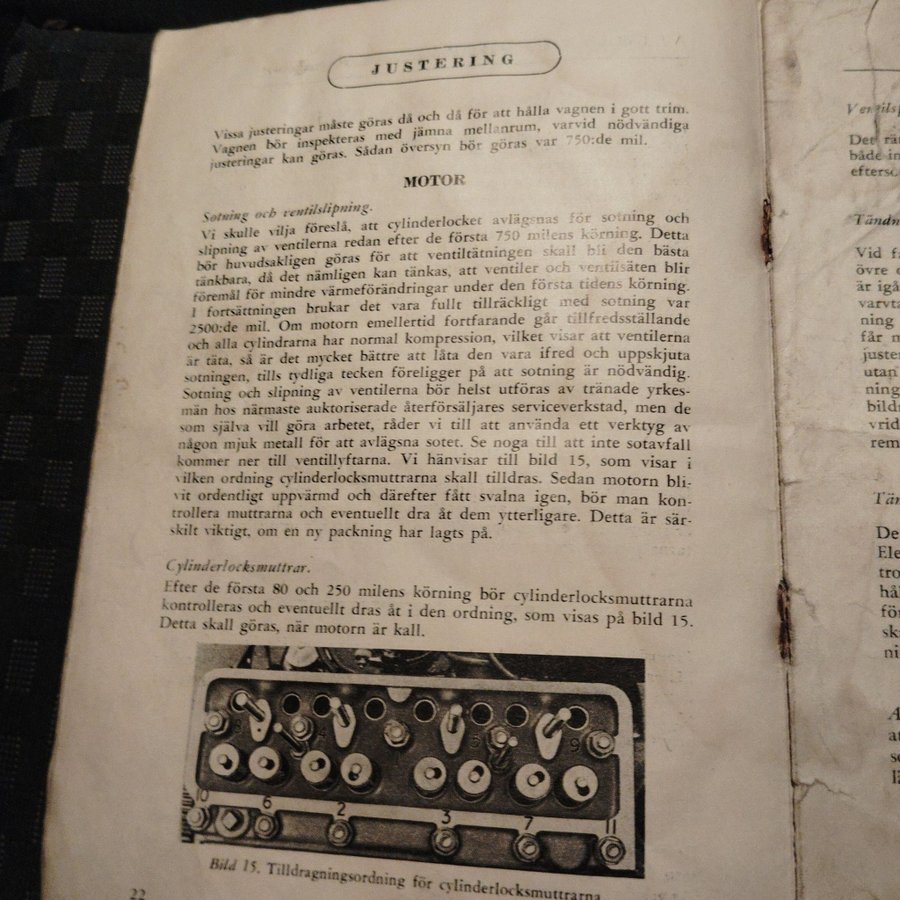 JUSTERING
Vissa justeringar måste göras då och då för att hålla vagnen i gott trim.
Vagnen bör inspekteras med jämna mellanrum, varvid nödvändiga
justeringar kan göras. Sådan översyn bör göras var 750:de mil.
MOTOR
Sotning och ventilslipning.
Vi skulle vilja föreslå, att cylinderlocket avlägsnas för sotning och
slipning av ventilerna redan efter de första 750 milens körning. Detta
bör huvudsakligen göras för att ventiltätningen skall bli den bästa
tänkbara, då det nämligen kan tänkas, att ventiler och ventilsäten blir
föremål för mindre värmeförändringar under den första tidens körning.
I fortsättningen brukar det vara fullt tillräckligt med sotning var
2500:de mil. Om motorn emellertid fortfarande går tillfredsställande
och alla cylindrarna har normal kompression, vilket visar att ventilerna
är täta, så är det mycket bättre att låta den vara ifred och uppskjuta
sotningen, tills tydliga tecken föreligger på att sotning är nödvändig.
Sotning och slipning av ventilerna bör helst utföras av tränade yrkes-
män hos närmaste auktoriserade återförsäljares serviceverkstad, men de
som själva vill göra arbetet, råder vi till att använda ett verktyg av
någon mjuk metall för att avlägsna sotet. Se noga till att inte sotavfall
kommer ner till ventillyftarna. Vi hänvisar till bild 15, som visar i
vilken ordning cylinderlocksmuttrarna skall tilldras. Sedan motorn bli-
vit ordentligt uppvärmd och därefter fått svalna igen, bör man kon-
trollera muttrarna och eventuellt dra åt dem ytterligare. Detta är sär-
skilt viktigt, om en ny packning har lagts på.
Cylinderlocksmuttrar.
Efter de första 80 och 250 milens körning bör cylinderlocksmuttrarna
kontrolleras och eventuellt dras åt i den ordning, som visas på bild 15.
Detta skall göras, när motorn är kall.
4 5 9
10 6 2 3 7 11
Bild 15. Tilldragningsordning för cylinderlocksmuttrarna
22
Det
både
Vid
övre
är
ning
får
utan
vrid
De